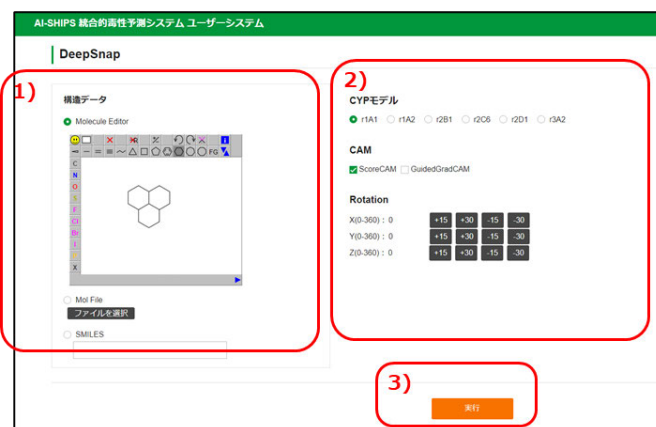 AI-SHIPS 統合的毒性予測システム ユーザーシステム
DeepSnap
1)
構造データ
Molecule Editor
FG
C
N
O
S
F
Cl
Br
I
X
Mol File
ファイルを選択
SMILES
2)
CYPモデル
r1A1 r1A2 r2B1 r2C6 r2D1 r3A2
CAM
ScoreCAM GuidedGradCAM
Rotation
X(0-360) : 0 +15 +30 -15 -30
Y(0-360) : 0 +15 +30 -15 -30
Z(0-360) : 0 +15 +30 -15 -30
3)
実行